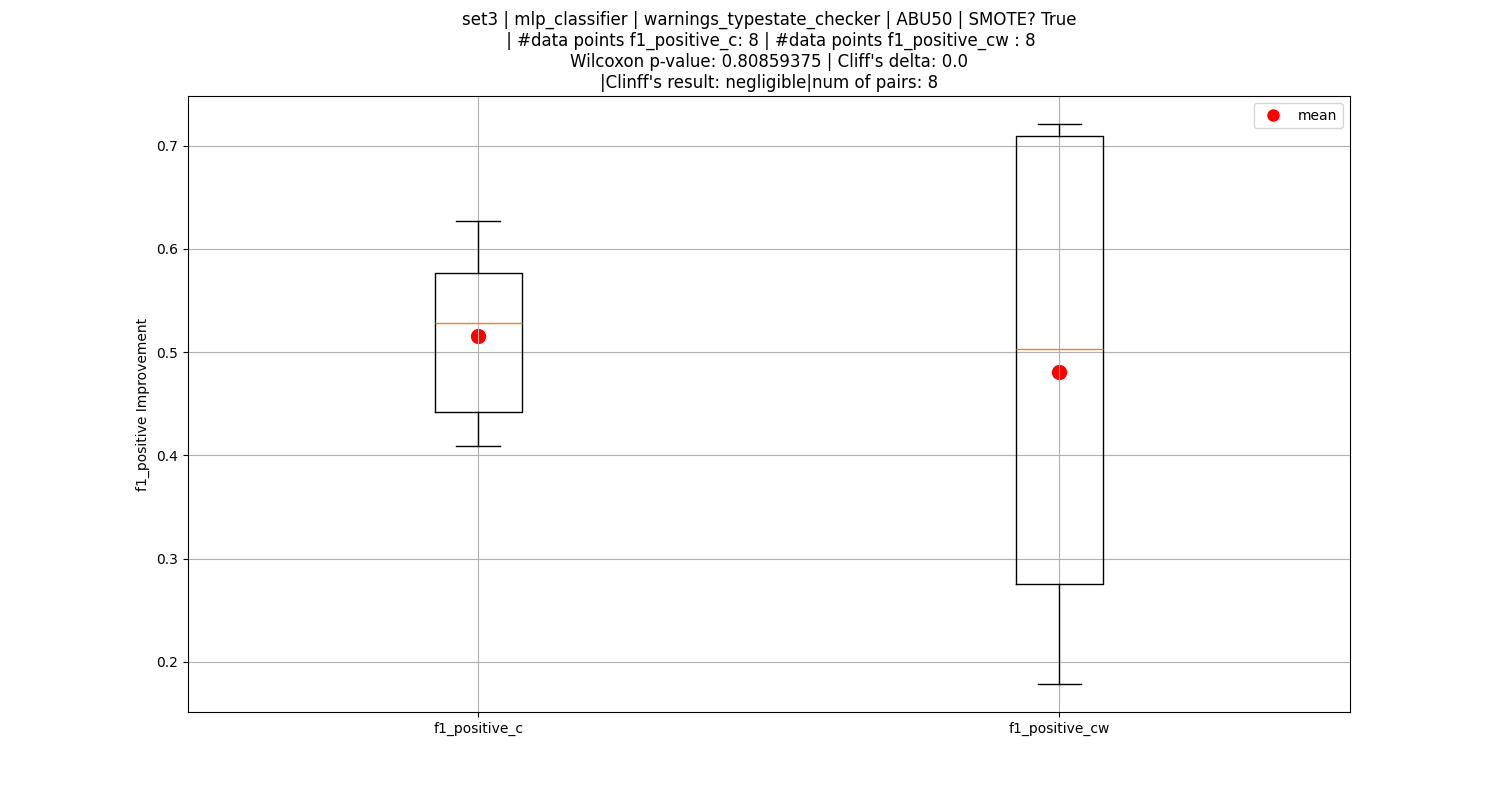 set3 | mlp_classifier | warnings_typestate_checker | ABU50 | SMOTE? True
| #data points f1_positive_c: 8 | #data points f1_positive_cw : 8
Wilcoxon p-value: 0.80859375 | Cliff's delta: 0.0
|Clinff's result: negligible|num of pairs: 8
mean
0.7
0.6
0.5
0.4
0.3
0.2
f1_positive Improvement
f1_positive_c
f1_positive_cw